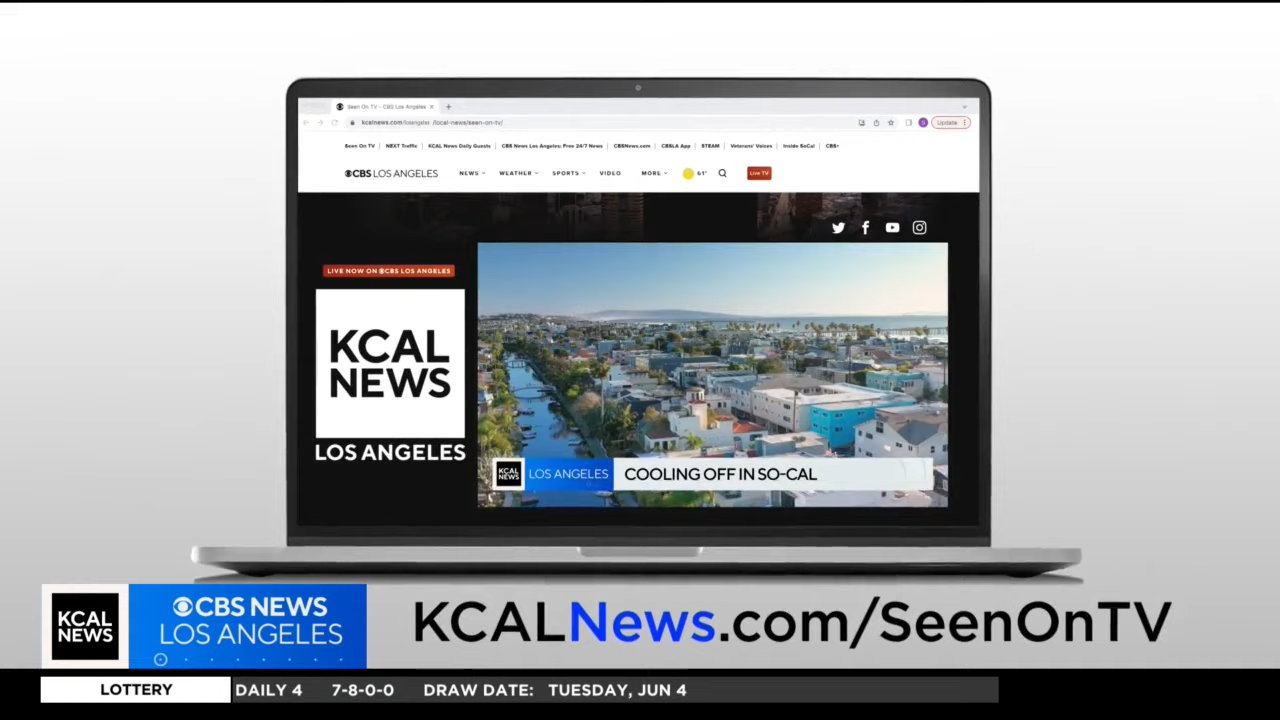 Seen On TV - CBS Los Angeles
kcalnews.com/losangeles /local-news/seen-on-tv/
Update
Seen On TV | NEXT Traffic | KCAL News Daily Guests | CBS News Los Angeles: Free 24/7 News | CBSNews.com | CBSLA App | STEAM | Veterans' Voices | Inside SoCal | CBS+
CBS LOS ANGELES NEWS WEATHER SPORTS VIDEO MORE 61° Live TV
LIVE NOW ON CBS LOS ANGELES
KCAL
NEWS
LOS ANGELES
KCAL
NEWS
LOS ANGELES
COOLING OFF IN SO-CAL
KCAL
NEWS
CBS NEWS
LOS ANGELES
KCALNews.com/SeenOnTV
LOTTERY DAILY 4 7-8-0-0 DRAW DATE: TUESDAY, JUN 4